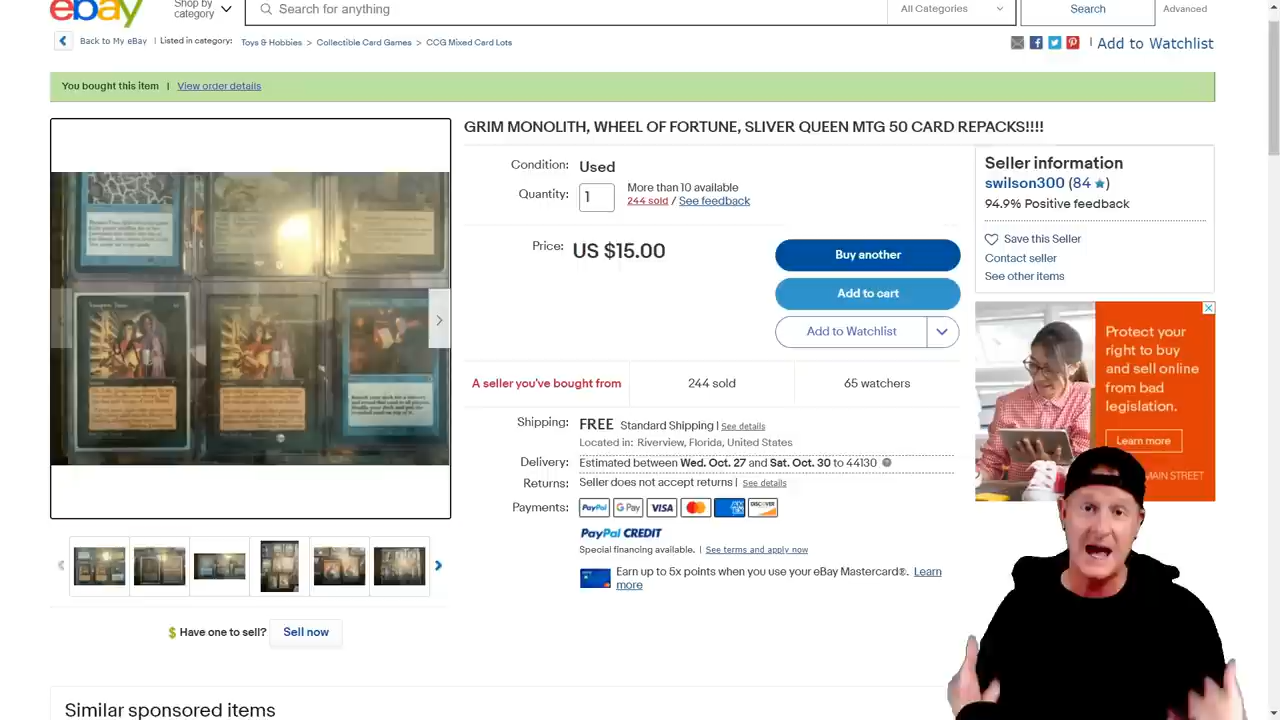 ebay
Shop by
category
Search for anything
All Categories
Search
Advanced
Back to My eBay | Listed in category: Toys & Hobbies > Collectible Card Games > CCG Mixed Card Lots
| Add to Watchlist
You bought this item | View order details
GRIM MONOLITH, WHEEL OF FORTUNE, SLIVER QUEEN MTG 50 CARD REPACKS!!!!
Condition: Used
Quantity: 1
More than 10 available
244 sold / See feedback
Price: US $15.00
Buy another
Add to cart
Add to Watchlist
A seller you've bought from
244 sold
65 watchers
Shipping: FREE Standard Shipping | See details
Located in: Riverview, Florida, United States
Delivery: Estimated between Wed. Oct. 27 and Sat. Oct. 30 to 44130
Returns: Seller does not accept returns | See details
Payments: PayPal G Pay VISA DISCOVER
PayPal CREDIT
Special financing available. | See terms and apply now
Earn up to 5x points when you use your eBay Mastercard®. Learn
more
Seller information
swilson300 (84 )
94.9% Positive feedback
Save this Seller
Contact seller
See other items
Protect your
right to buy
and sell online
from bad
legislation.
Learn more
MAIN STREET
$ Have one to sell? Sell now
Similar sponsored items